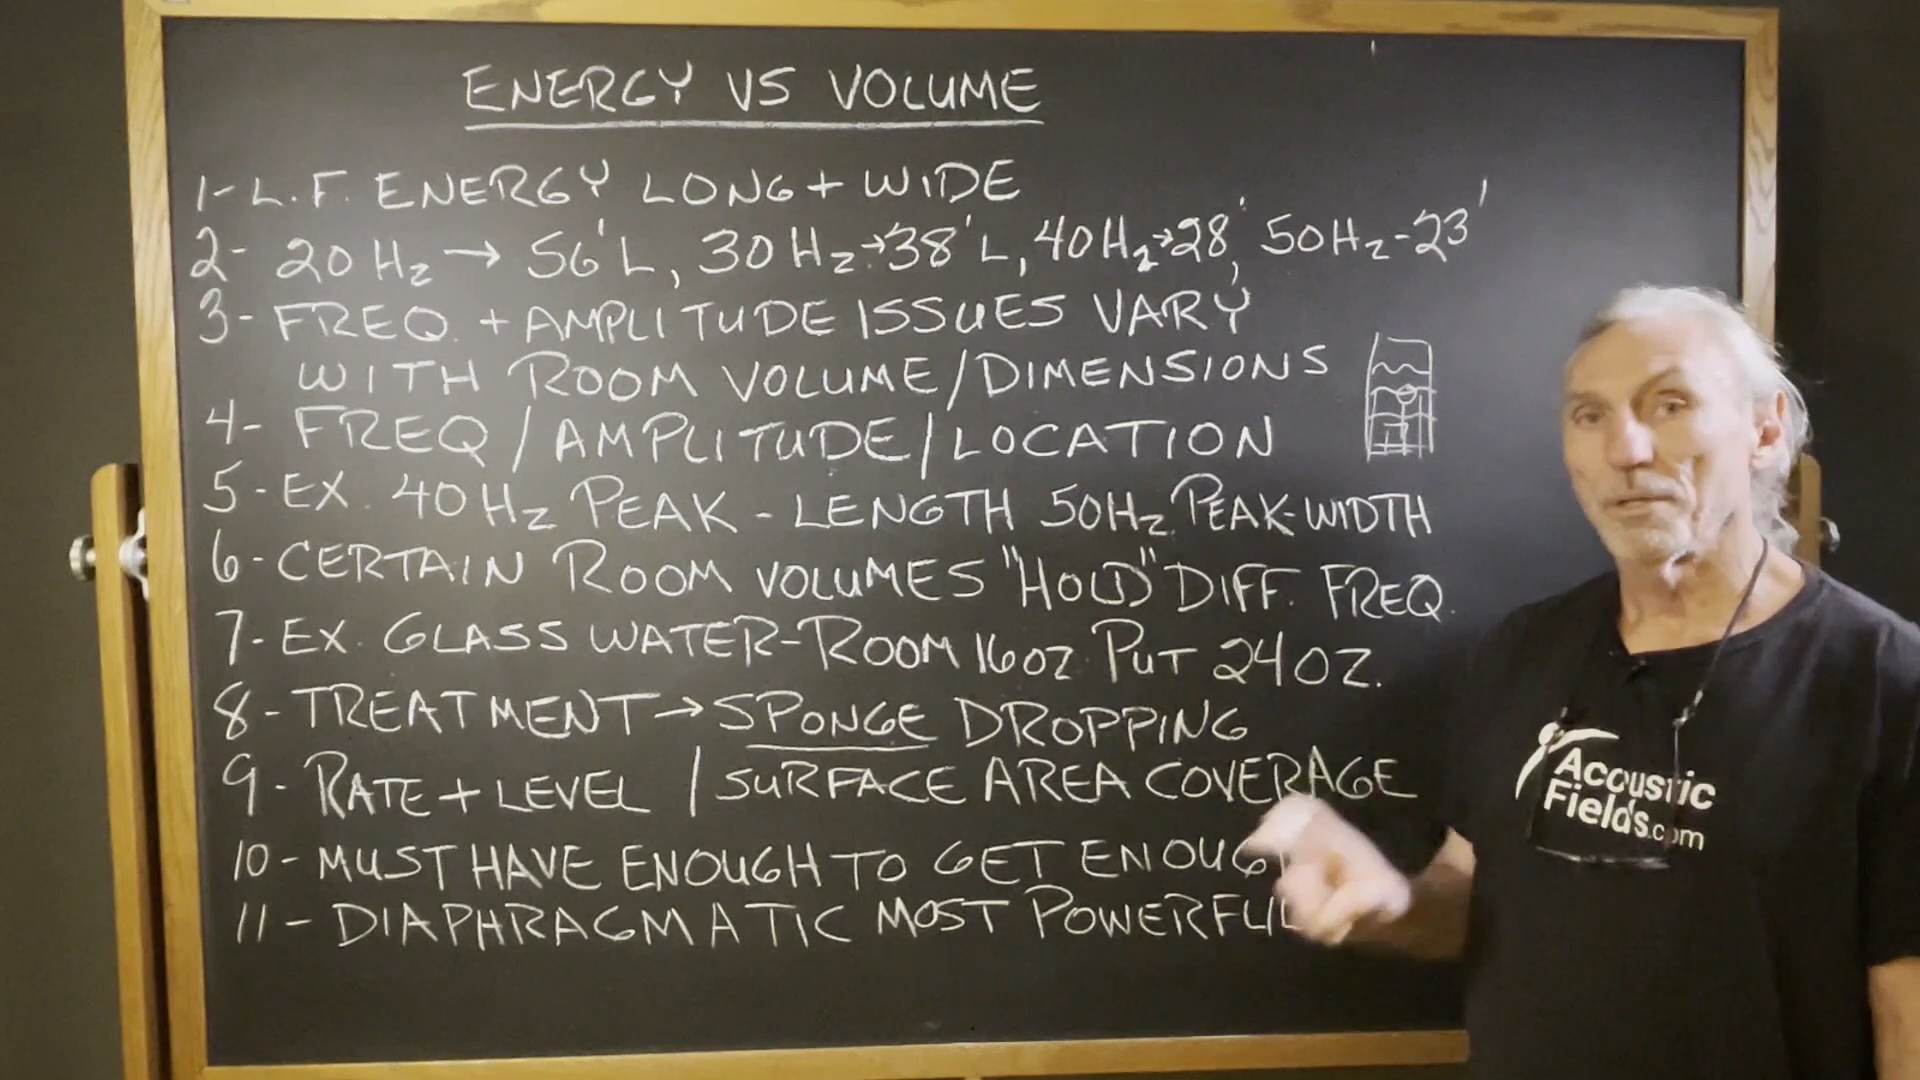 ENERGY VS VOLUME
1- L.F. ENERGY LONG + WIDE
2- 20 Hz → 56' L, 30 Hz → 38' L, 40 Hz → 28', 50 Hz - 23'
3- FREQ. + AMPLITUDE ISSUES VARY
WITH ROOM VOLUME/DIMENSIONS
4- FREQ / AMPLITUDE / LOCATION
5- EX. 40 Hz PEAK - LENGTH 50 Hz PEAK-WIDTH
6- CERTAIN ROOM VOLUMES "HOLD" DIFF. FREQ.
7- EX. GLASS WATER-ROOM 16 OZ PUT 24 OZ.
8- TREATMENT → SPONGE DROPPING
9- RATE + LEVEL / SURFACE AREA COVERAGE
10- MUST HAVE ENOUGH TO GET ENOUG
11- DIAPHRAGMATIC MOST POWERFU
Acoustic
Fields.com